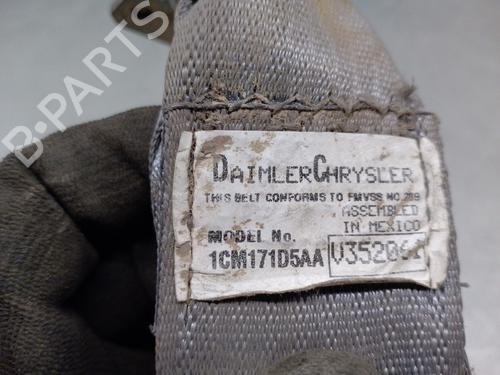 B-PARTS
DAIMLERCHRYSLER
THIS BELT CONFORMS TO FMVSS NO.209
ASSEMBLED
IN MEXICO
MODEL No.
1CM171D5AA